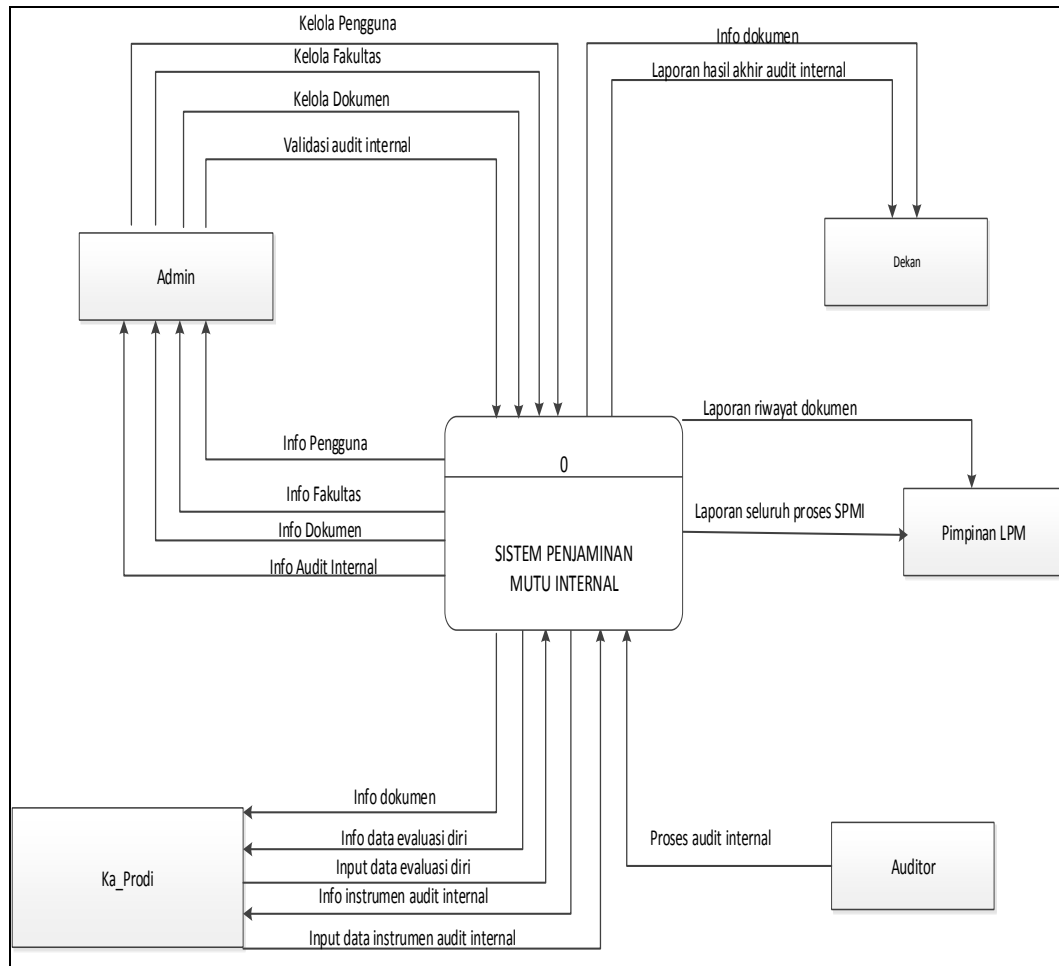 Kelola Pengguna
Kelola Fakultas
Kelola Dokumen
Validasi audit internal
Admin
Info dokumen
Laporan hasil akhir audit internal
Dekan
Info Pengguna
Info Fakultas
Info Dokumen
Info Audit Internal
0
SISTEM PENJAMINAN
MUTU INTERNAL
Laporan riwayat dokumen
Laporan seluruh proses SPMI
Pimpinan LPM
Info dokumen
Info data evaluasi diri
Input data evaluasi diri
Info instrumen audit internal
Input data instrumen audit internal
Ka_Prodi
Proses audit internal
Auditor